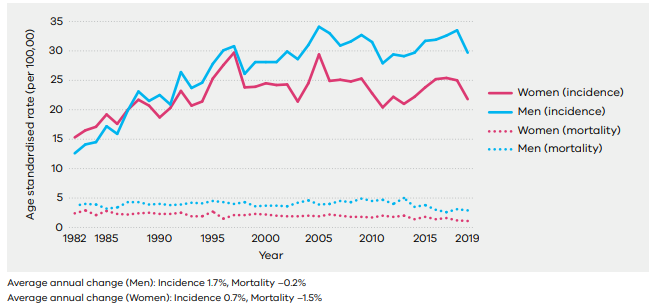 Age standardised rate (per 100,00)
35
30
25
20
15
10
5
0
1982 1985 1990 1995 2000 2005 2010 2015 2019
Year
Women (incidence)
Men (incidence)
Women (mortality)
Men (mortality)
Average annual change (Men): Incidence 1.7%, Mortality –0.2%
Average annual change (Women): Incidence 0.7%, Mortality –1.5%